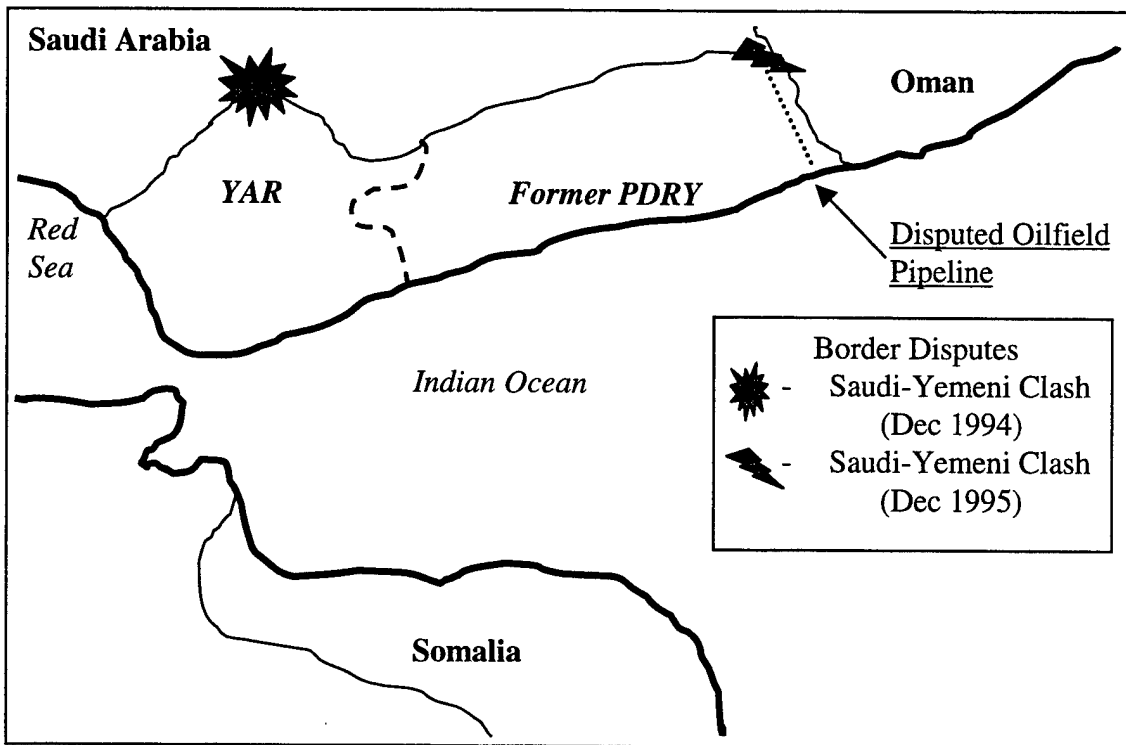 Saudi Arabia
Oman
YAR
Former PDRY
Red
Sea
Disputed Oilfield
Pipeline
Indian Ocean
Border Disputes
- Saudi-Yemeni Clash
(Dec 1994)
- Saudi-Yemeni Clash
(Dec 1995)
Somalia